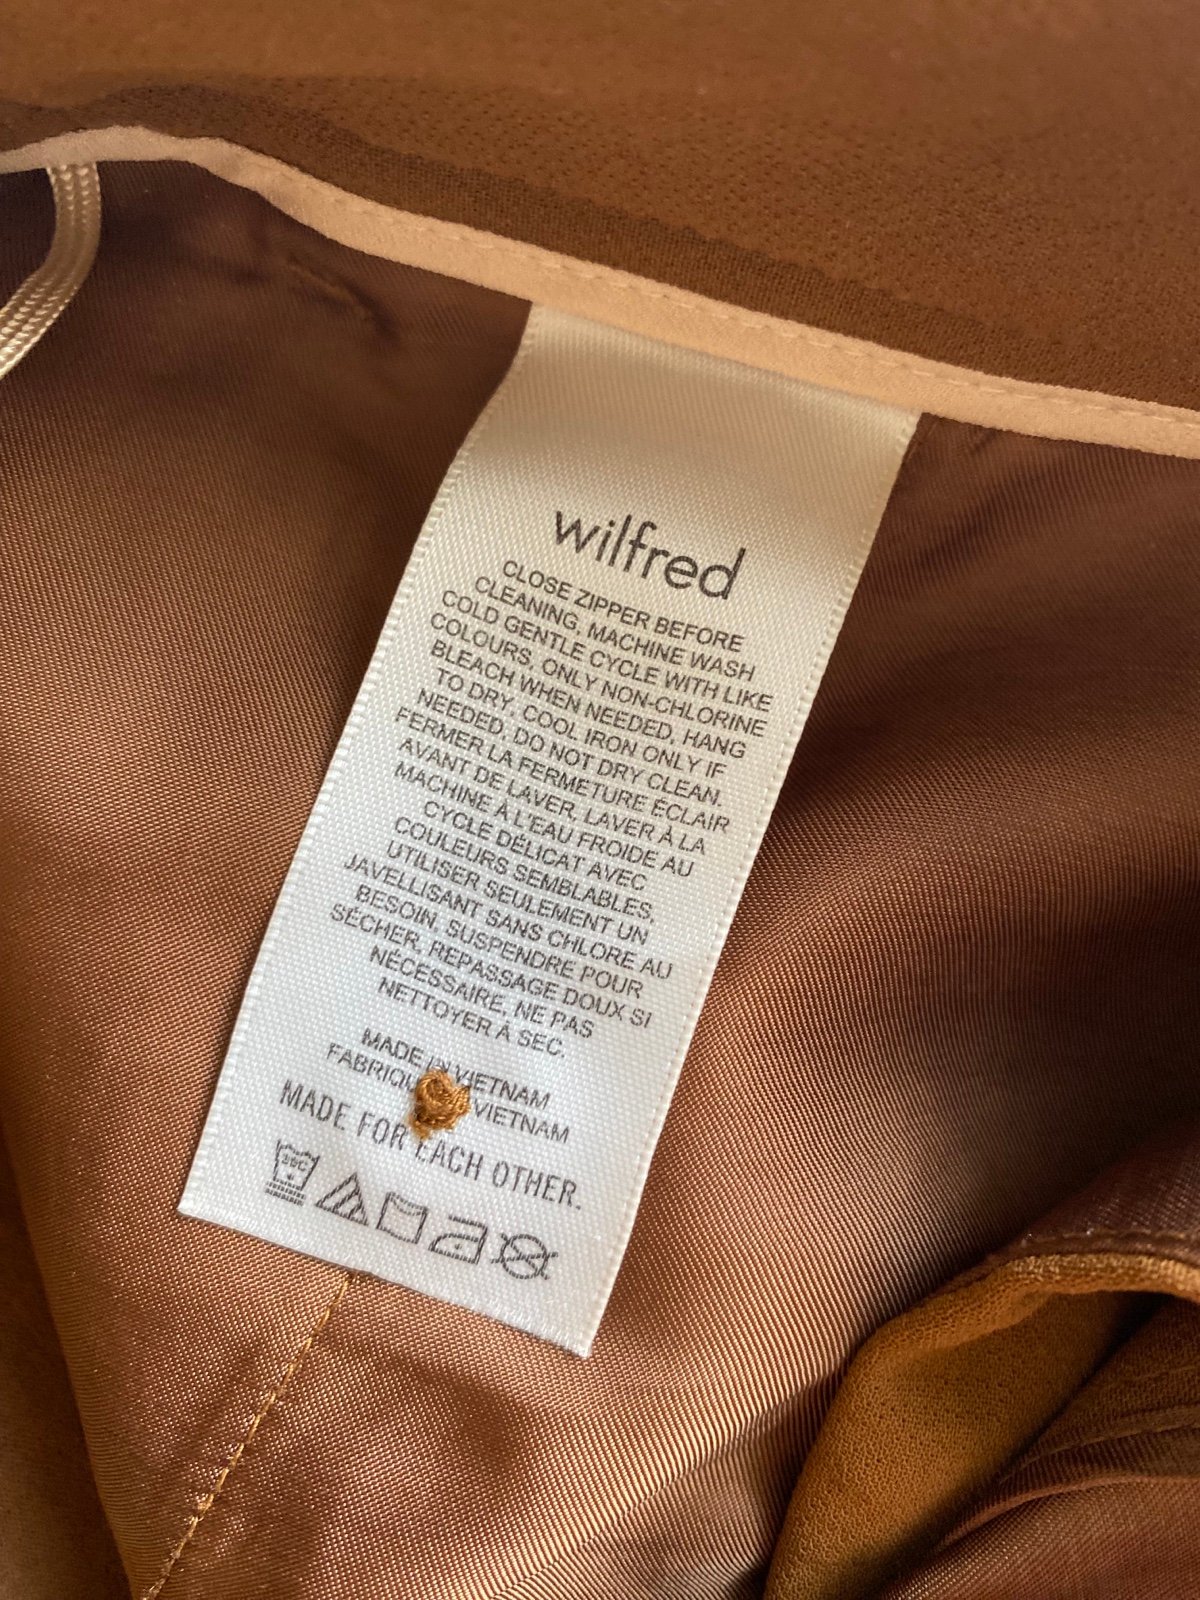 wilfred
CLOSE ZIPPER BEFORE
CLEANING, MACHINE WASH
COLD GENTLE CYCLE WITH LIKE
COLOURS, ONLY NON-CHLORINE
BLEACH WHEN NEEDED, HANG
TO DRY, COOL IRON ONLY IF
NEEDED, DO NOT DRY CLEAN.
FERMER LA FERMETURE ÉCLAIR
AVANT DE LAVER, LAVER À LA
MACHINE À L'EAU FROIDE AU
CYCLE DÉLICAT AVEC
COULEURS SEMBLABLES,
UTILISER SEULEMENT UN
JAVELLISANT SANS CHLORE AU
BESOIN, SUSPENDRE POUR
SÉCHER, REPASSAGE DOUX SI
NÉCESSAIRE, NE PAS
NETTOYER À SEC.
MADE IN VIETNAM
VIETNAM
MADE FOR EACH OTHER.